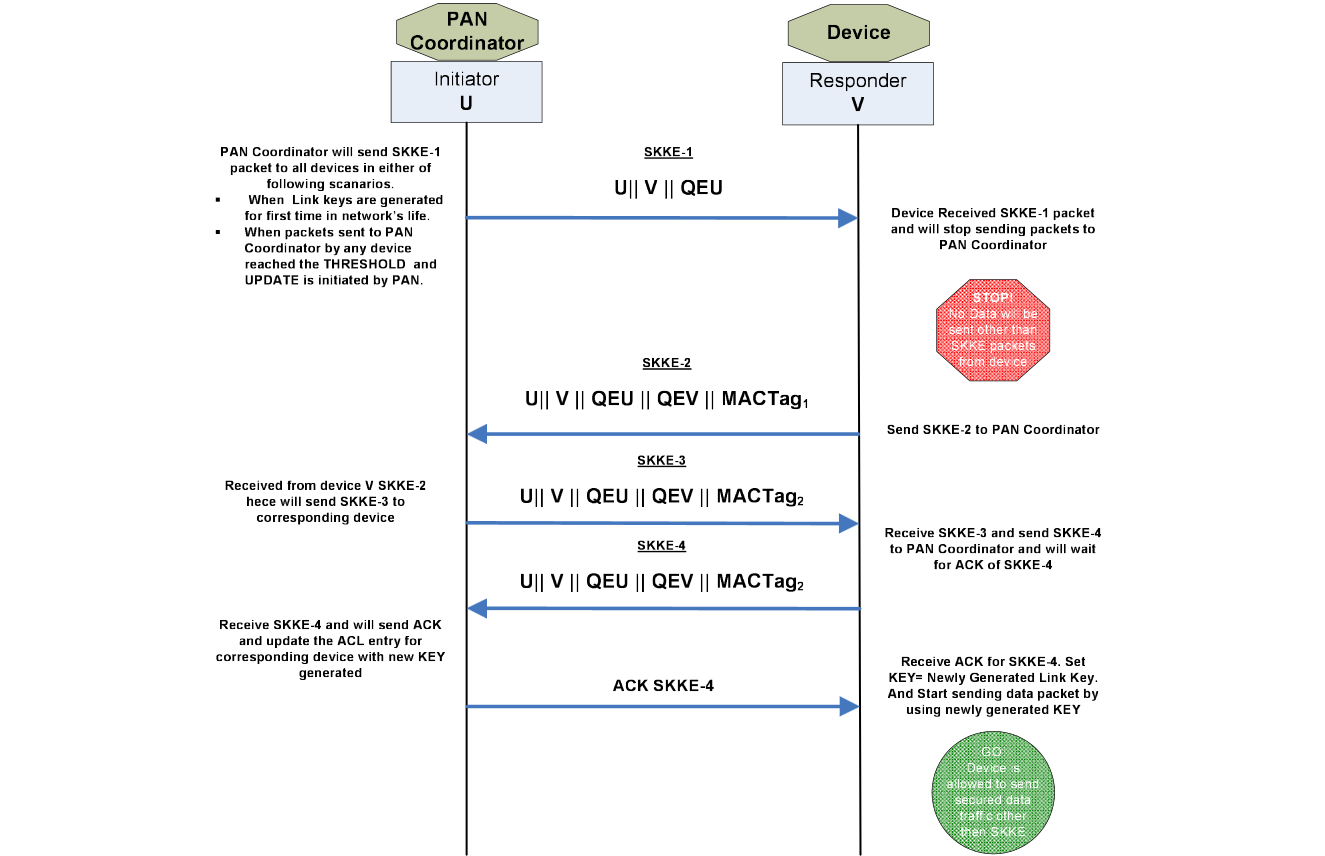 PAN
Coordinator
Device
Initiator
U
Responder
V
PAN Coordinator will send SKKE-1
packet to all devices in either of
following scanarios.
▪ When Link keys are generated
for first time in network's life.
▪ When packets sent to PAN
Coordinator by any device
reached the THRESHOLD and
UPDATE is initiated by PAN.
SKKE-1
U|| V || QEU
Device Received SKKE-1 packet
and will stop sending packets to
PAN Coordinator
STOP!
No Data will be
sent other than
SKKE packets
from device
SKKE-2
U|| V || QEU || QEV || MACTag1
Send SKKE-2 to PAN Coordinator
SKKE-3
U|| V || QEU || QEV || MACTag2
Received from device V SKKE-2
hece will send SKKE-3 to
corresponding device
Receive SKKE-3 and send SKKE-4
to PAN Coordinator and will wait
for ACK of SKKE-4
SKKE-4
U|| V || QEU || QEV || MACTag2
Receive SKKE-4 and will send ACK
and update the ACL entry for
corresponding device with new KEY
generated
ACK SKKE-4
Receive ACK for SKKE-4. Set
KEY= Newly Generated Link Key.
And Start sending data packet by
using newly generated KEY
GO
Device is
allowed to send
secured data
traffic other
then SKKE